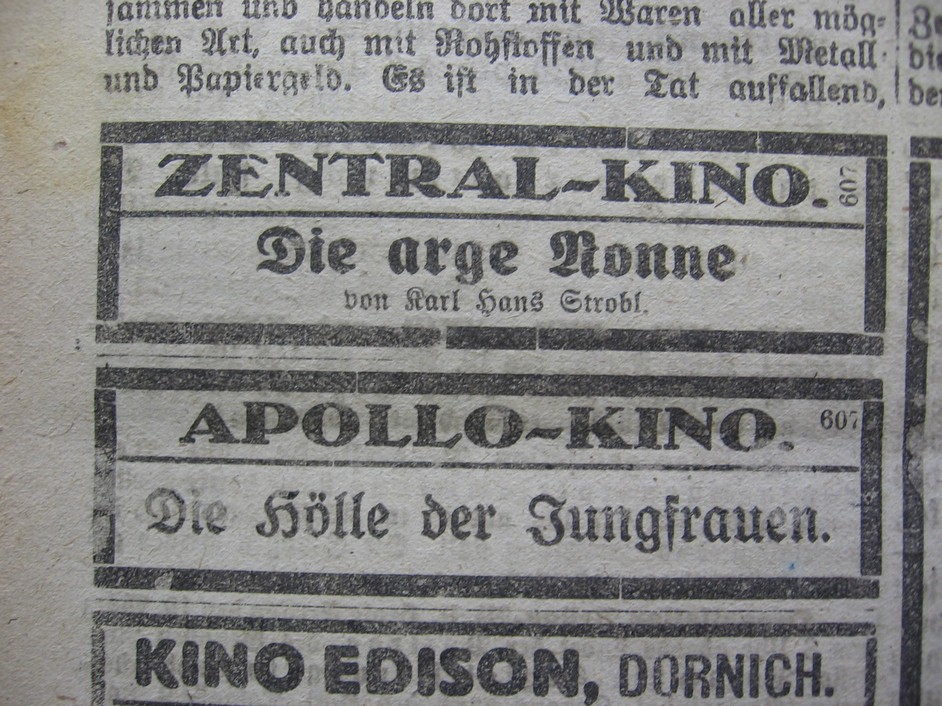 sammen und handeln dort mit Waren aller mög-
lichen Art, auch mit Rohstoffen und mit Metall-
und Papiergeld. Es ist in der Tat auffallend,
ZENTRAL-KINO. 607
Die arge Nonne
von Karl Hans Strobl.
APOLLO-KINO. 607
Die Hölle der Jungfrauen.
KINO EDISON, DORNICH.